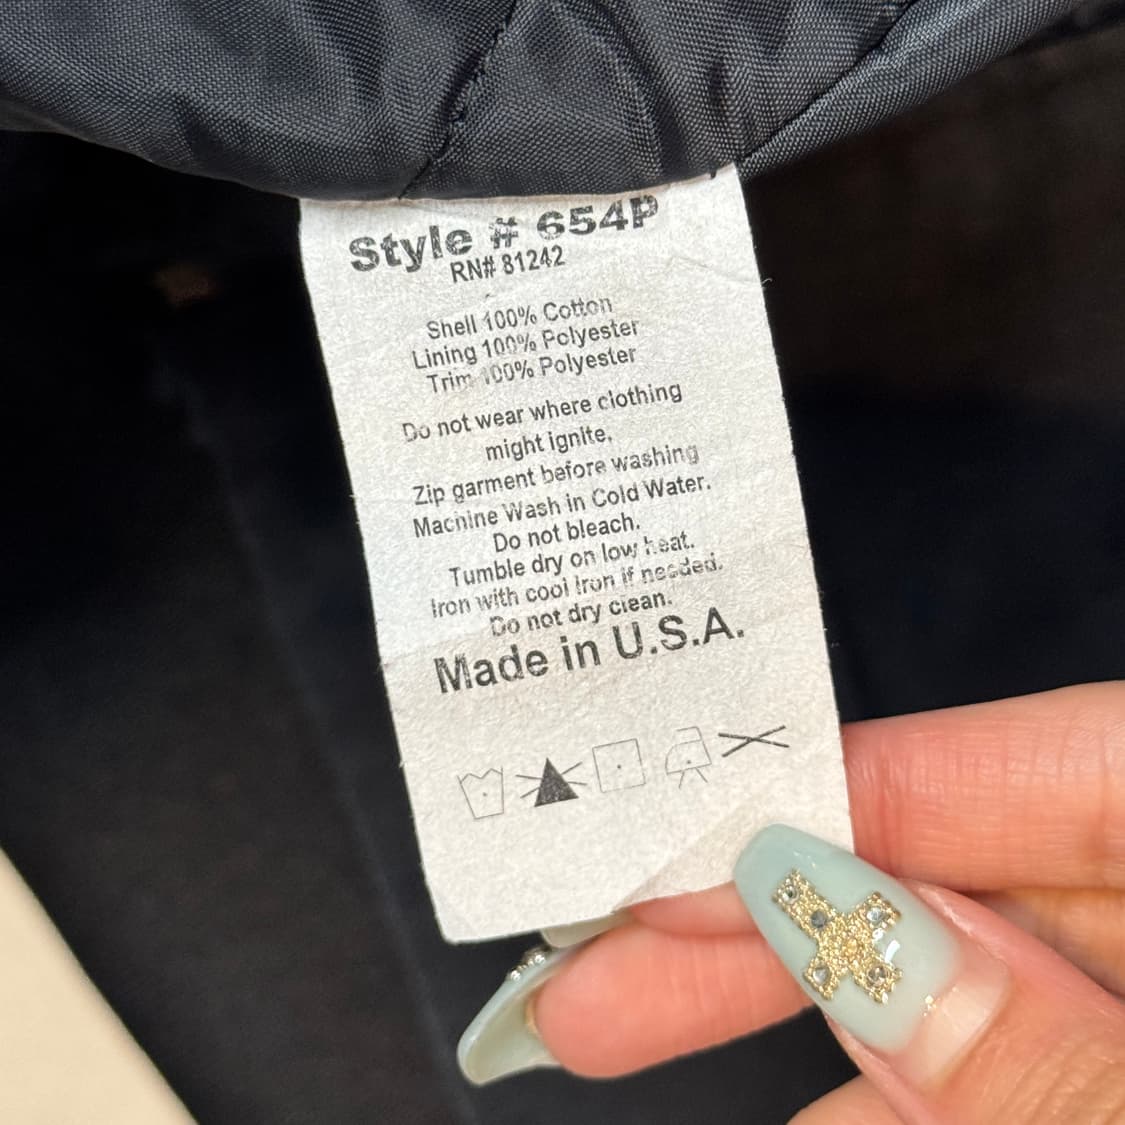 Style # 654P
RN# 81242
Shell 100% Cotton
Lining 100% Polyester
Trim 100% Polyester
Do not wear where clothing
might ignite.
Zip garment before washing
Machine Wash in Cold Water.
Do not bleach.
Tumble dry on low heat.
Iron with cool Iron if needed.
Do not dry clean.
Made in U.S.A.